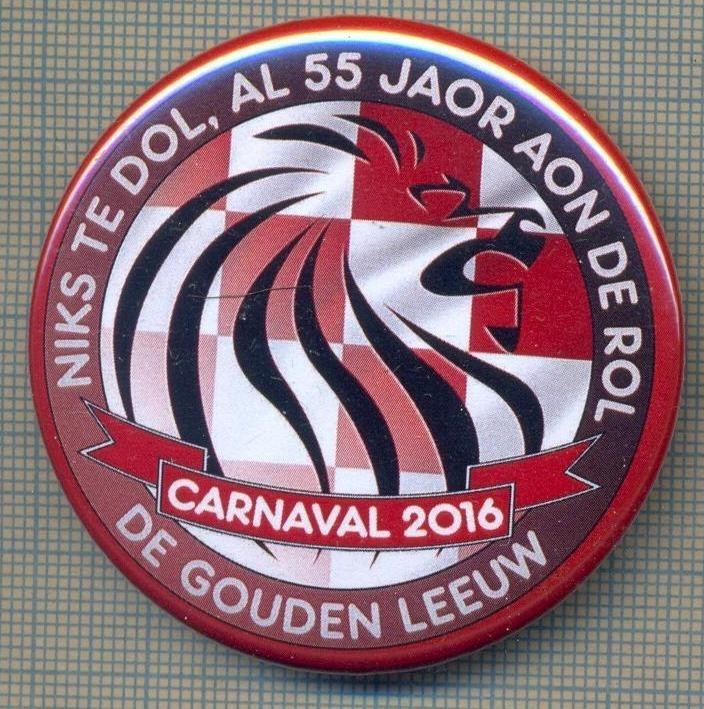 NIKS TE DOL, AL 55 JAOR AON DE ROL
CARNAVAL 2016
DE GOUDEN LEEUW